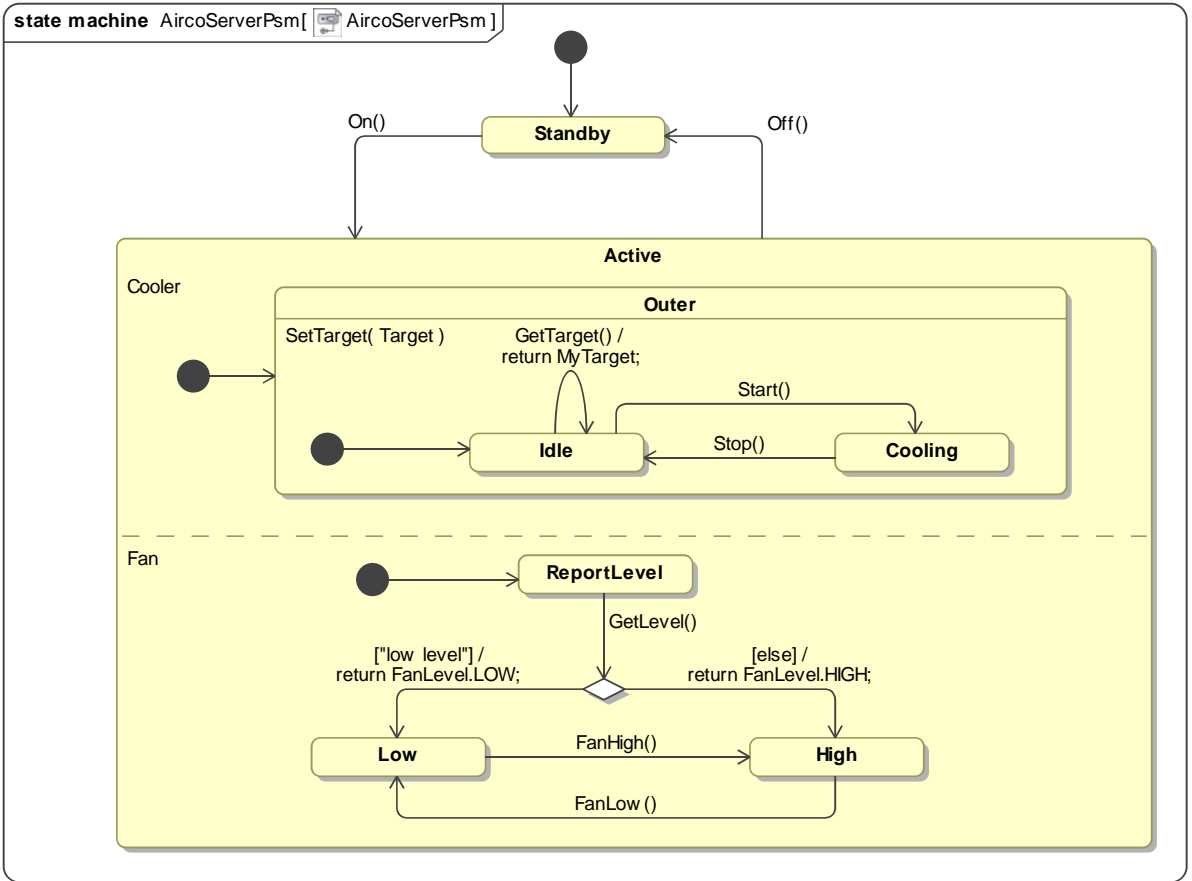 state machine AircoServerPsm[ AircoServerPsm ]
On()
Standby
Off()
Active
Cooler
Outer
SetTarget( Target )
GetTarget() /
return MyTarget;
Start()
Idle
Stop()
Cooling
Fan
ReportLevel
GetLevel()
["low level"] /
return FanLevel.LOW;
[else] /
return FanLevel.HIGH;
Low
FanHigh()
High
FanLow()